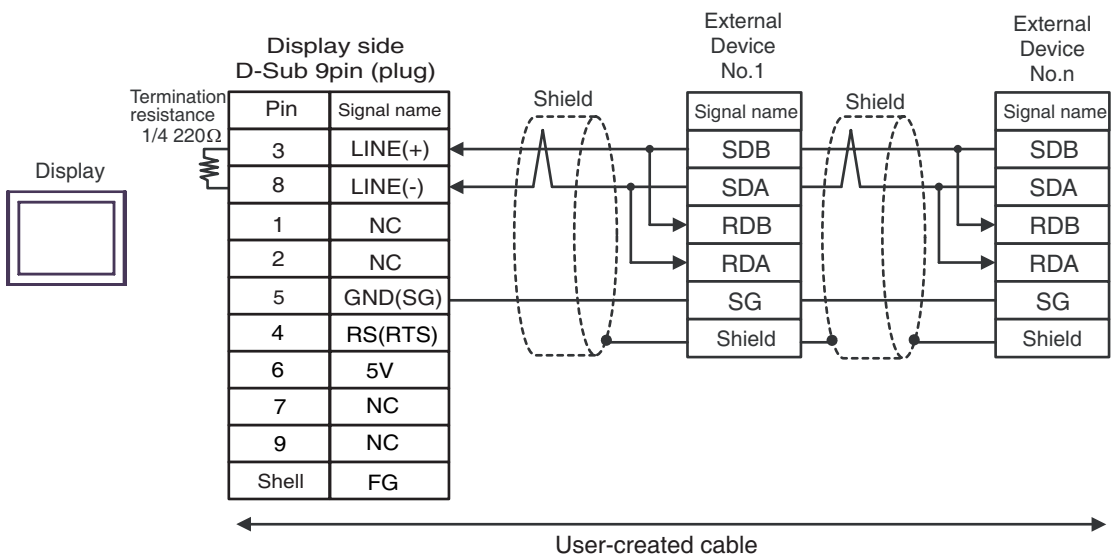 Display
Display side
D-Sub 9pin (plug)
Termination
resistance
1/4 220Ω
Pin Signal name
3 LINE(+)
8 LINE(-)
1 NC
2 NC
5 GND(SG)
4 RS(RTS)
6 5V
7 NC
9 NC
Shell FG
Shield
External
Device
No.1
Signal name
SDB
SDA
RDB
RDA
SG
Shield
Shield
External
Device
No.n
Signal name
SDB
SDA
RDB
RDA
SG
Shield
User-created cable